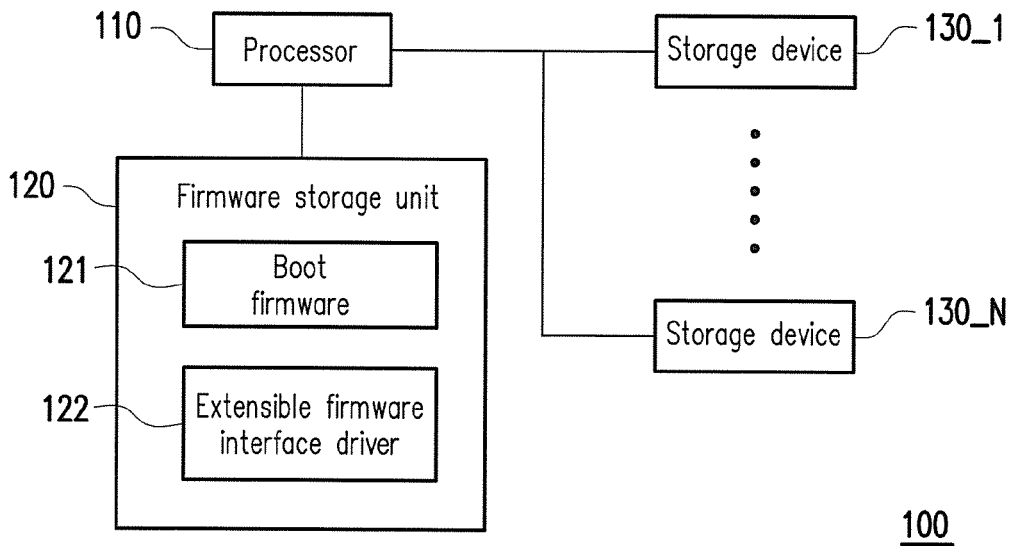 110
Processor
Storage device
130_1
120
Firmware storage unit
121
Boot
firmware
Storage device
130_N
122
Extensible firmware
interface driver
100